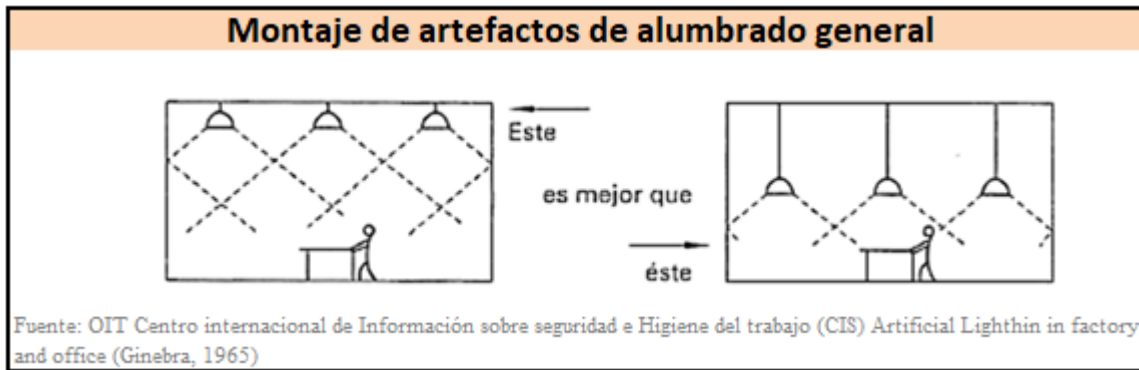 Montaje de artefactos de alumbrado general
Este
es mejor que
éste
Fuente: OIT Centro internacional de Información sobre seguridad e Higiene del trabajo (CIS) Artificial Lighthin in factory
and office (Ginebra, 1965)